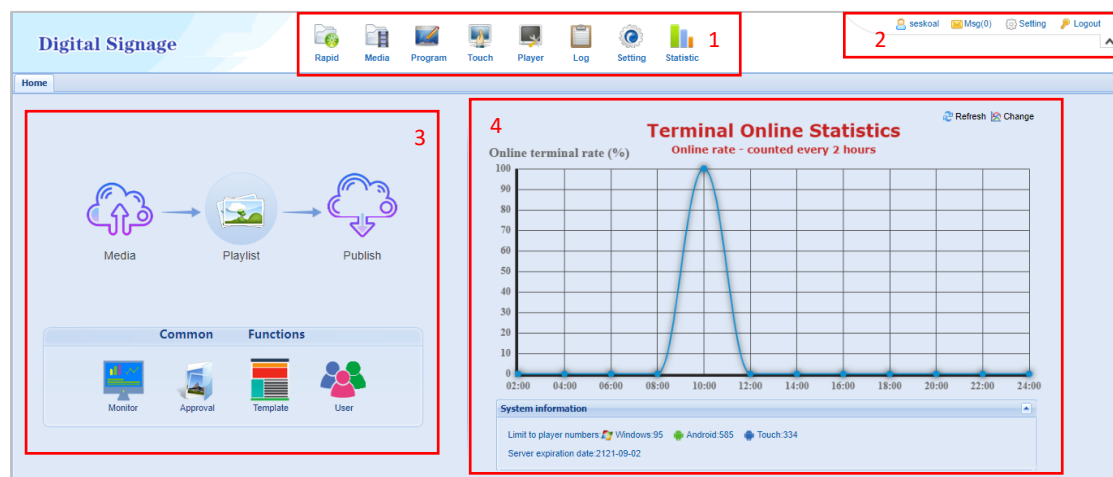 Digital Signage
Rapid Media Program Touch Player Log Setting Statistic
1
seskoal Msg(0) Setting Logout
2
Home
3
Media Playlist Publish
Common Functions
Monitor Approval Template User
4
Refresh Change
Terminal Online Statistics
Online rate - counted every 2 hours
Online terminal rate (%)
100
90
80
70
60
50
40
30
20
10
0
02:00 04:00 06:00 08:00 10:00 12:00 14:00 16:00 18:00 20:00 22:00 24:00
System information
Limit to player numbers: Windows:95 Android:585 Touch:334
Server expiration date:2121-09-02